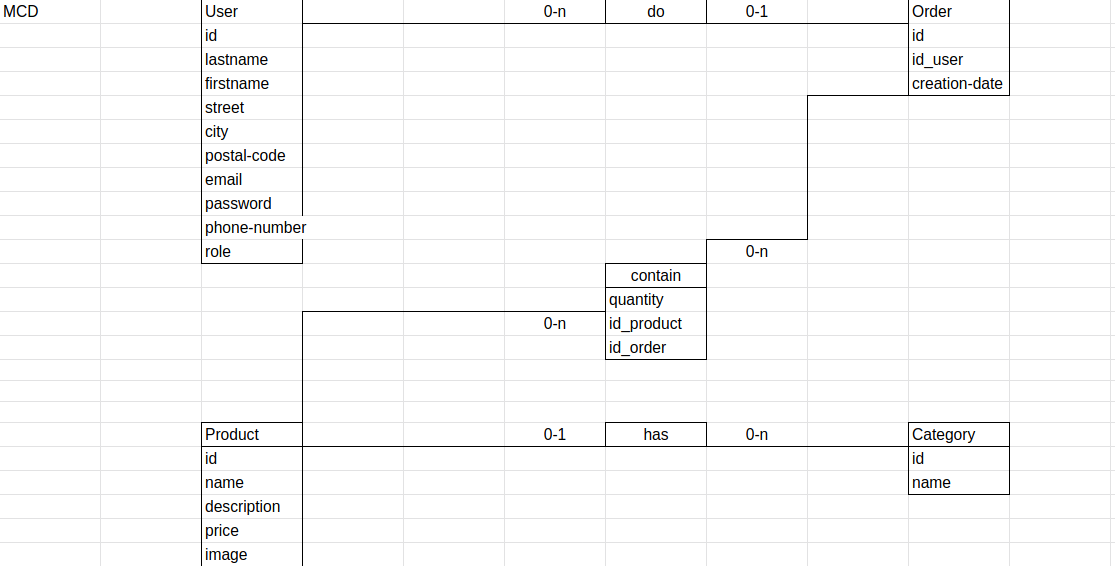 MCD User 0-n do 0-1 Order
id id
lastname id_user
firstname creation-date
street
city
postal-code
email
password
phone-number
role 0-n
contain
quantity
0-n id_product
id_order
Product 0-1 has 0-n Category
id id
name name
description
price
image